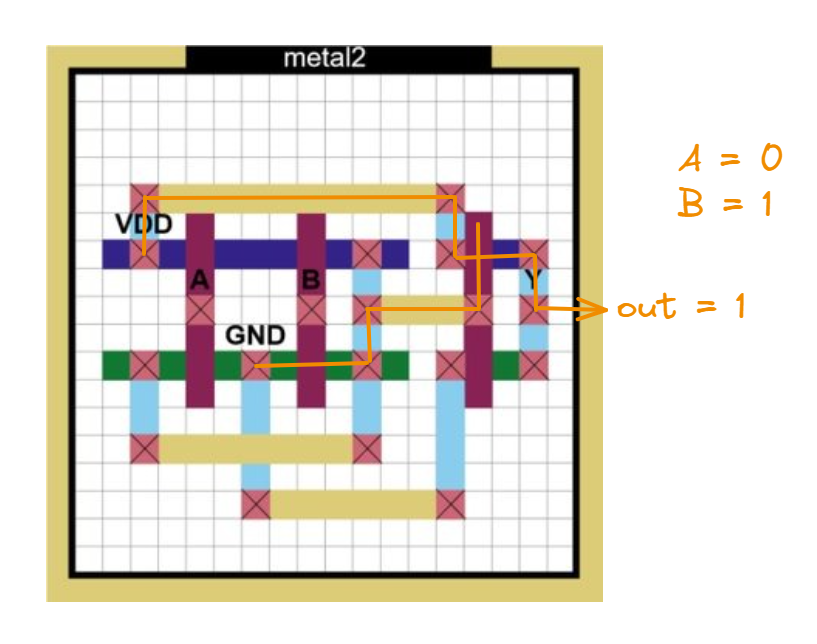 metal2
A = 0
B = 1
VDD
A
B
Y
out = 1
GND